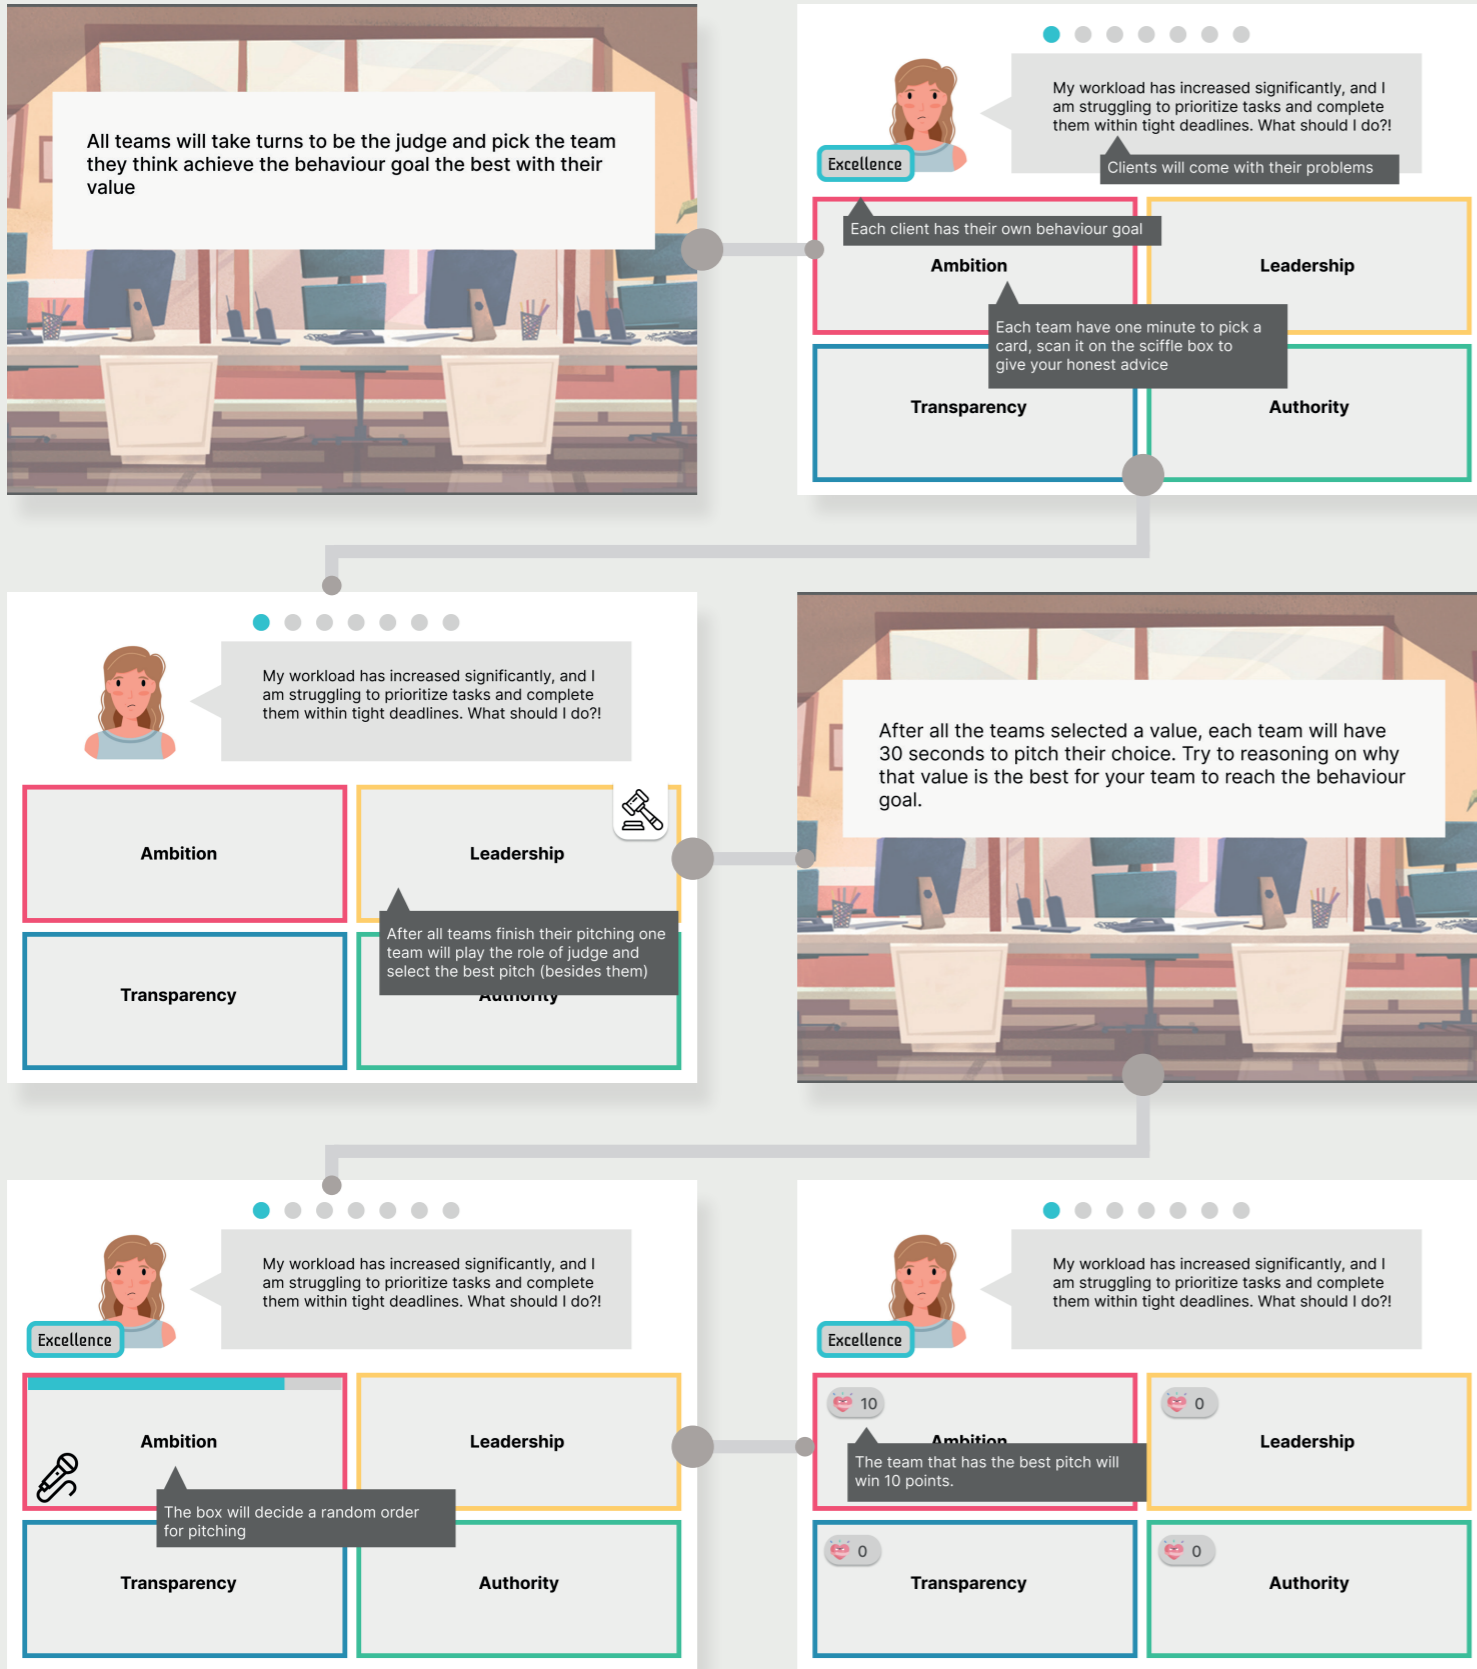 All teams will take turns to be the judge and pick the team
they think achieve the behaviour goal the best with their
value
My workload has increased significantly, and I
am struggling to prioritize tasks and complete
them within tight deadlines. What should I do?!
Clients will come with their problems
Excellence
Each client has their own behaviour goal
Ambition
Leadership
Each team have one minute to pick a
card, scan it on the sciffle box to
give your honest advice
Transparency
Authority
My workload has increased significantly, and I
am struggling to prioritize tasks and complete
them within tight deadlines. What should I do?!
Ambition
Leadership
After all teams finish their pitching one
team will play the role of judge and
select the best pitch (besides them)
Transparency
Authority
After all the teams selected a value, each team will have
30 seconds to pitch their choice. Try to reasoning on why
that value is the best for your team to reach the behaviour
goal.
My workload has increased significantly, and I
am struggling to prioritize tasks and complete
them within tight deadlines. What should I do?!
Excellence
Ambition
Leadership
The box will decide a random order
for pitching
Transparency
Authority
My workload has increased significantly, and I
am struggling to prioritize tasks and complete
them within tight deadlines. What should I do?!
Excellence
10
0
Ambition
Leadership
The team that has the best pitch will
win 10 points.
0
0
Transparency
Authority